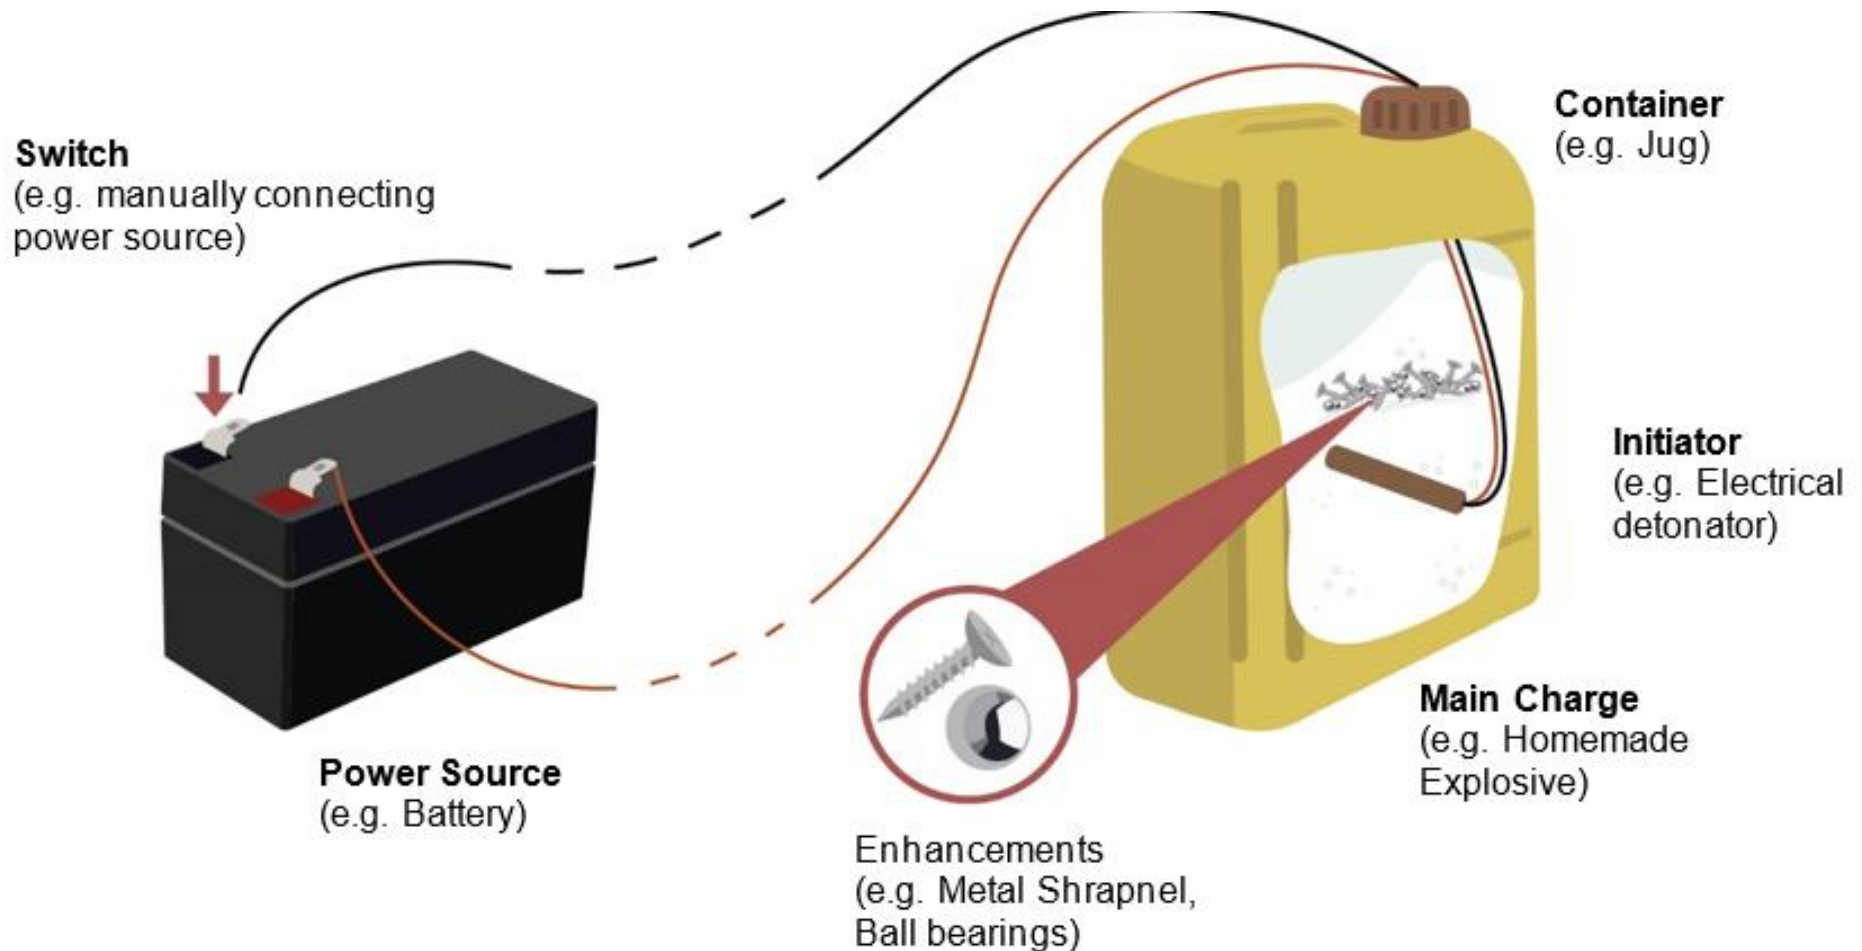 Switch
(e.g. manually connecting
power source)
Container
(e.g. Jug)
Initiator
(e.g. Electrical
detonator)
Main Charge
(e.g. Homemade
Explosive)
Power Source
(e.g. Battery)
Enhancements
(e.g. Metal Shrapnel,
Ball bearings)